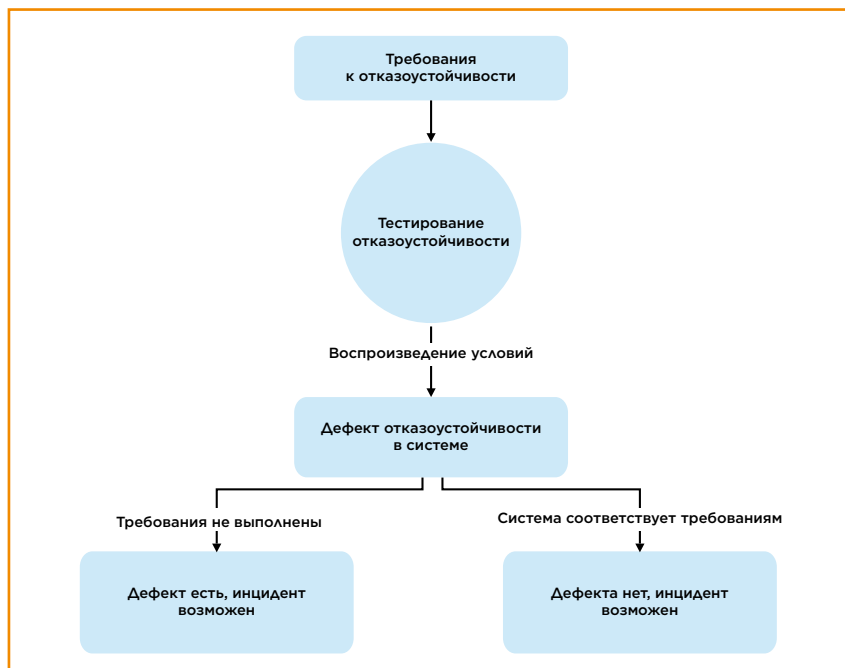 Требования
к отказоустойчивости
Тестирование
отказоустойчивости
Воспроизведение условий
Дефект отказоустойчивости
в системе
Требования не выполнены
Система соответствует требованиям
Дефект есть, инцидент
возможен
Дефекта нет, инцидент
возможен